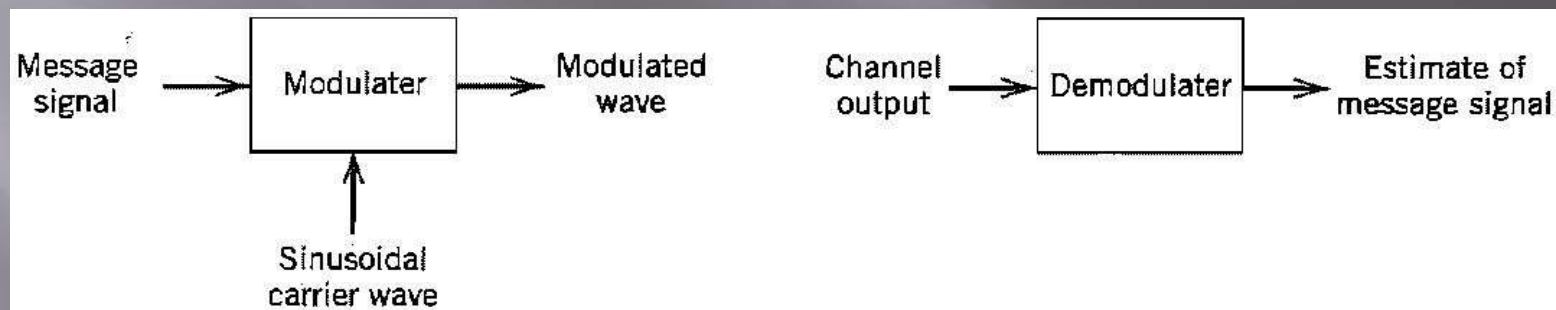 Message
signal
Modulater
Modulated
wave
Sinusoidal
carrier wave
Channel
output
Demodulater
Estimate of
message signal